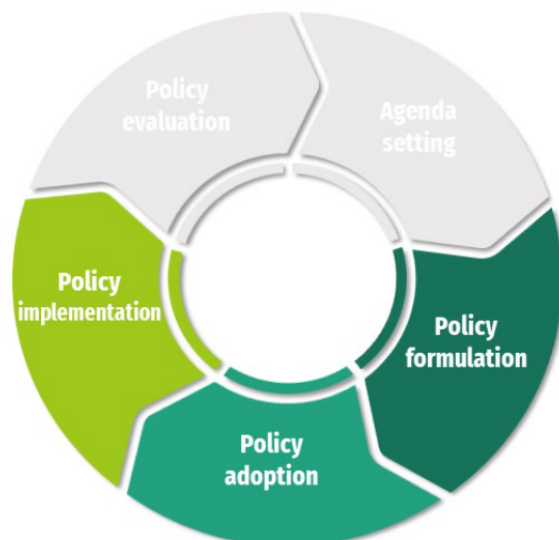 Policy
evaluation
Agenda
setting
Policy
implementation
Policy
formulation
Policy
adoption